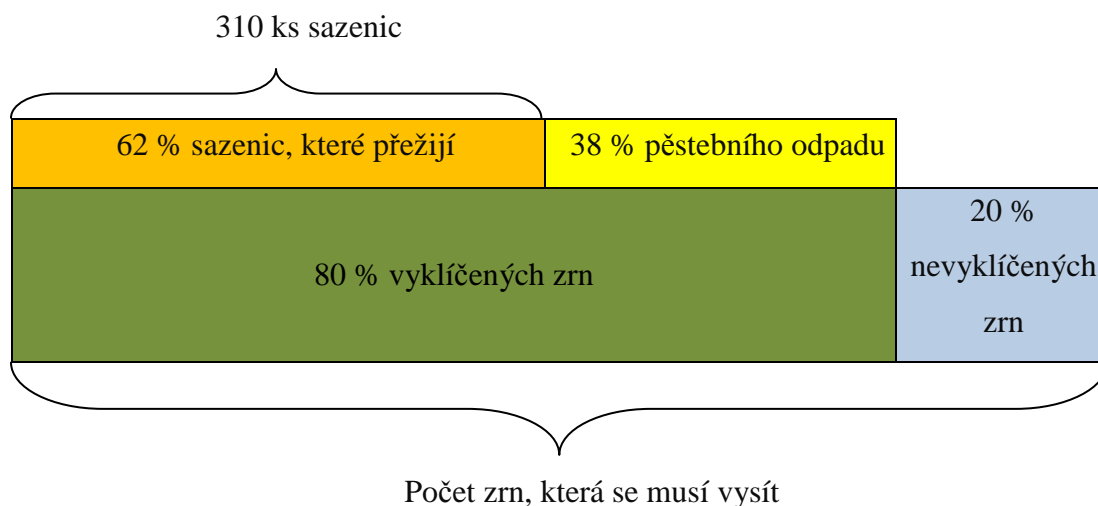 310 ks sazenic
62 % sazenic, které přežijí
38 % pěstebního odpadu
80 % vyklíčených zrn
20 %
nevyklíčených
zrn
Počet zrn, která se musí vysít